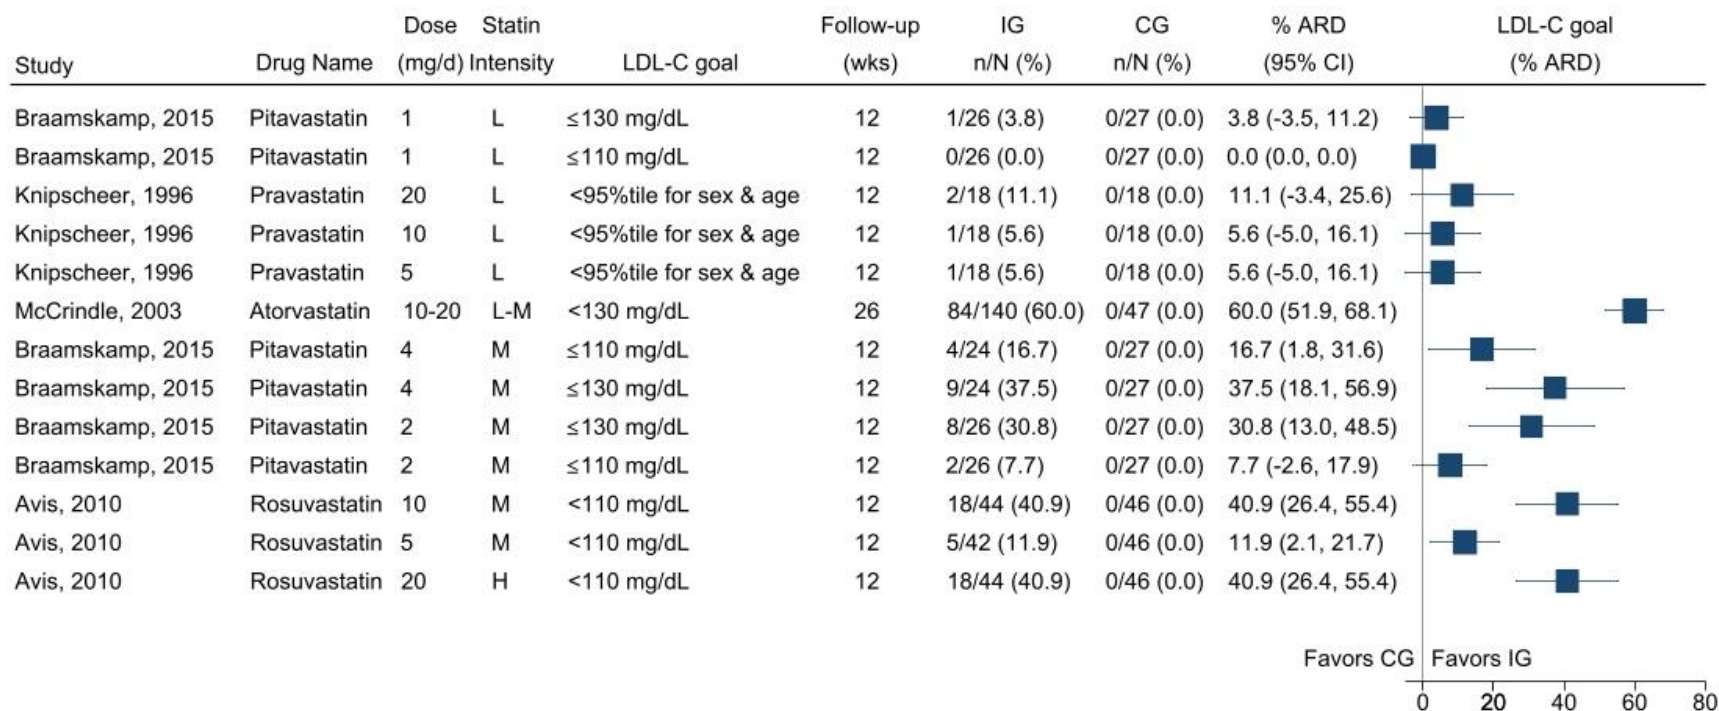 Dose Statin Follow-up IG CG % ARD LDL-C goal
Study Drug Name (mg/d) Intensity LDL-C goal (wks) n/N (%) n/N (%) (95% CI) (% ARD)
Braamskamp, 2015 Pitavastatin 1 L ≤130 mg/dL 12 1/26 (3.8) 0/27 (0.0) 3.8 (-3.5, 11.2)
Braamskamp, 2015 Pitavastatin 1 L ≤110 mg/dL 12 0/26 (0.0) 0/27 (0.0) 0.0 (0.0, 0.0)
Knipscheer, 1996 Pravastatin 20 L <95%tile for sex & age 12 2/18 (11.1) 0/18 (0.0) 11.1 (-3.4, 25.6)
Knipscheer, 1996 Pravastatin 10 L <95%tile for sex & age 12 1/18 (5.6) 0/18 (0.0) 5.6 (-5.0, 16.1)
Knipscheer, 1996 Pravastatin 5 L <95%tile for sex & age 12 1/18 (5.6) 0/18 (0.0) 5.6 (-5.0, 16.1)
McCrindle, 2003 Atorvastatin 10-20 L-M <130 mg/dL 26 84/140 (60.0) 0/47 (0.0) 60.0 (51.9, 68.1)
Braamskamp, 2015 Pitavastatin 4 M ≤110 mg/dL 12 4/24 (16.7) 0/27 (0.0) 16.7 (1.8, 31.6)
Braamskamp, 2015 Pitavastatin 4 M ≤130 mg/dL 12 9/24 (37.5) 0/27 (0.0) 37.5 (18.1, 56.9)
Braamskamp, 2015 Pitavastatin 2 M ≤130 mg/dL 12 8/26 (30.8) 0/27 (0.0) 30.8 (13.0, 48.5)
Braamskamp, 2015 Pitavastatin 2 M ≤110 mg/dL 12 2/26 (7.7) 0/27 (0.0) 7.7 (-2.6, 17.9)
Avis, 2010 Rosuvastatin 10 M <110 mg/dL 12 18/44 (40.9) 0/46 (0.0) 40.9 (26.4, 55.4)
Avis, 2010 Rosuvastatin 5 M <110 mg/dL 12 5/42 (11.9) 0/46 (0.0) 11.9 (2.1, 21.7)
Avis, 2010 Rosuvastatin 20 H <110 mg/dL 12 18/44 (40.9) 0/46 (0.0) 40.9 (26.4, 55.4)
Favors CG Favors IG
0 20 40 60 80